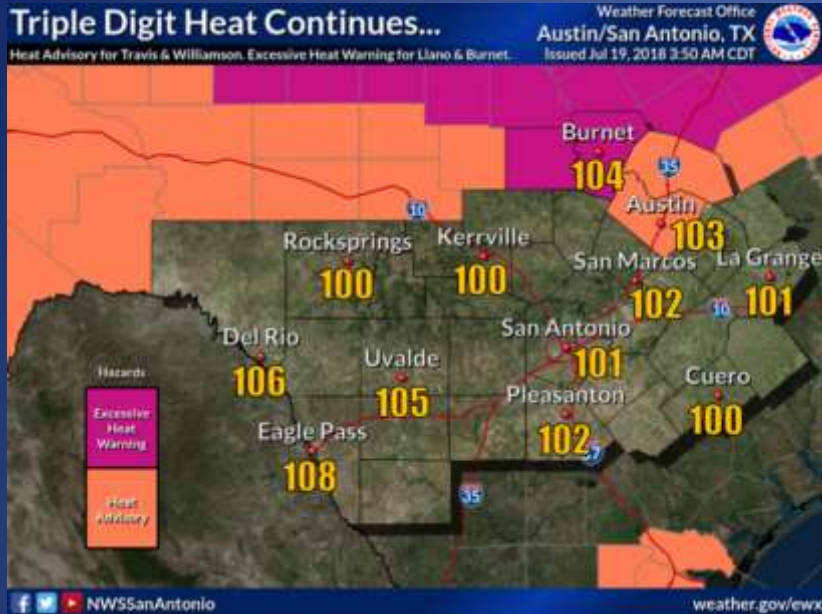 Triple Digit Heat Continues...
Heat Advisory for Travis & Williamson. Excessive Heat Warning for Llano & Burnet.
Weather Forecast Office
Austin/San Antonio, TX
Issued Jul 19, 2018 3:50 AM CDT
Burnet
104
35
10
Austin
103
Rocksprings
100
Kerrville
100
San Marcos
102
La Grange
101
10
San Antonio
101
Del Rio
106
Uvalde
105
Pleasanton
102
37
Cuero
100
Eagle Pass
108
35
Hazards
Excessive
Heat
Warning
Heat
Advisory
NWSSanAntonio
weather.gov/ewx